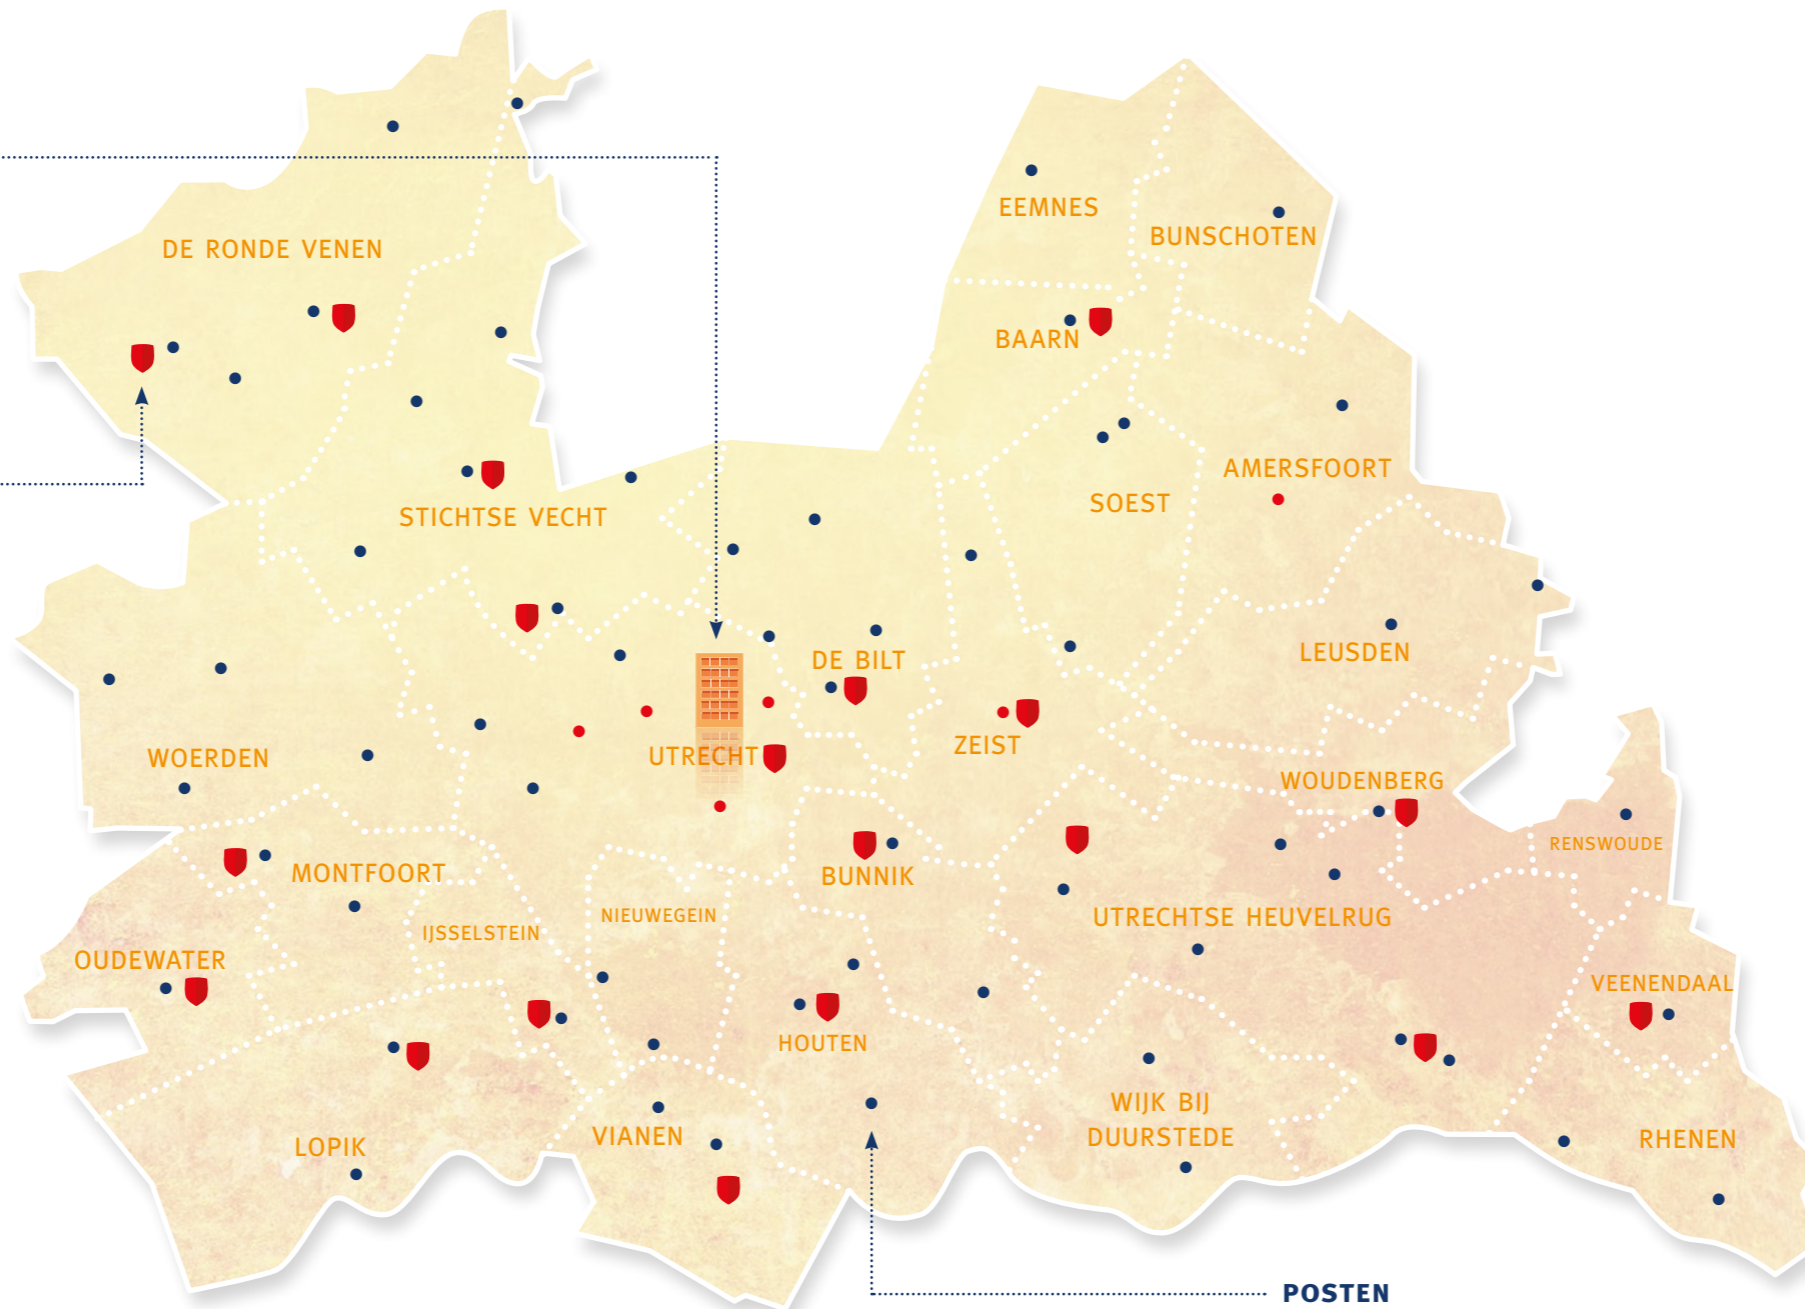 EEMNES
BUNSCHOTEN
DE RONDE VENEN
BAARN
AMERSFOORT
SOEST
STICHTSE VECHT
LEUSDEN
DE BILT
ZEIST
UTRECHT
WOERDEN
WOUDENBERG
RENSWOUDE
MONTFOORT
BUNNIK
NIEUWEGEIN
UTRECHTSE HEUVELRUG
IJSSELSTEIN
OUDEWATER
VEENENDAAL
HOUTEN
WIJK BIJ
DUURSTEDE
VIANEN
RHENEN
LOPIK
POSTEN